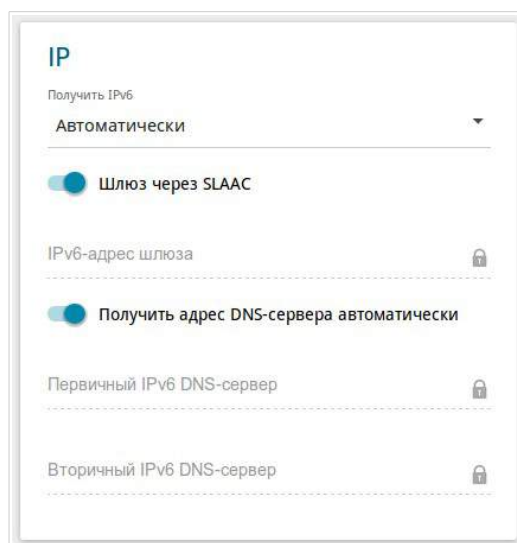 IP
Получить IPv6
Автоматически
Шлюз через SLAAC
IPv6-адрес шлюза
Получить адрес DNS-сервера автоматически
Первичный IPv6 DNS-сервер
Вторичный IPv6 DNS-сервер